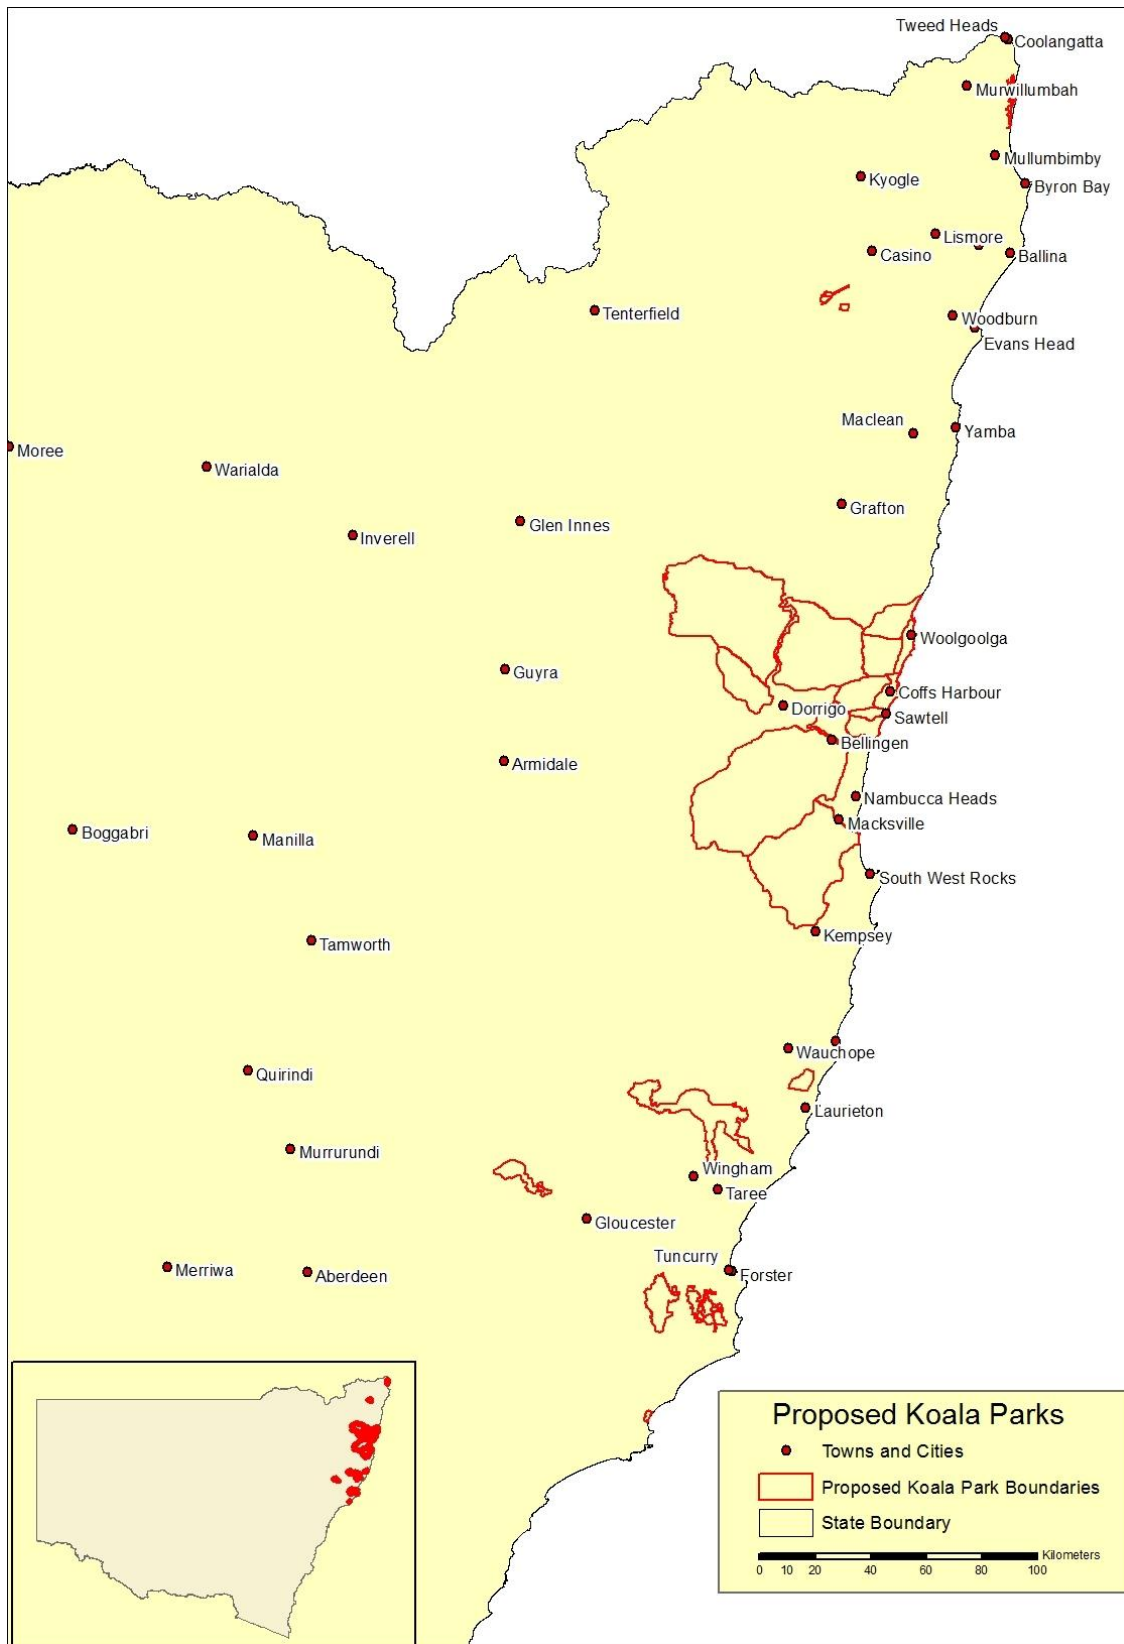 Tweed Heads
Coolangatta
Murwillumbah
Mullumbimby
Kyogle
Byron Bay
Lismore
Casino
Ballina
Tenterfield
Woodburn
Evans Head
Maclean
Yamba
Moree
Warialda
Grafton
Glen Innes
Inverell
Woolgoolga
Guyra
Coffs Harbour
Dorrigo
Sawtell
Bellingen
Armidale
Nambucca Heads
Macksville
Boggabri
Manilla
South West Rocks
Kempsey
Tamworth
Wauchope
Quirindi
Laurieton
Murrurundi
Wingham
Taree
Gloucester
Tuncurry
Merriwa
Aberdeen
Forster
Proposed Koala Parks
Towns and Cities
Proposed Koala Park Boundaries
State Boundary
Kilometers
0 10 20 40 60 80 100